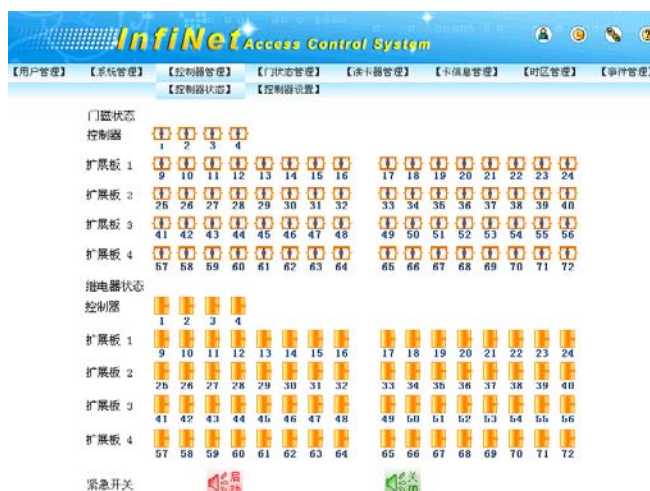 InfiNet Access Control System
【用户管理】 【系统管理】 【控制器管理】 【门状态管理】 【读卡器管理】 【卡信息管理】 【时区管理】 【事件管理】
【控制器状态】 【控制器设置】
门磁状态
控制器
1 2 3 4
扩展板 1
9 10 11 12 13 14 15 16 17 18 19 20 21 22 23 24
扩展板 2
25 26 27 28 29 30 31 32 33 34 35 36 37 38 39 40
扩展板 3
41 42 43 44 45 46 47 48 49 50 51 52 53 54 55 56
扩展板 4
57 58 59 60 61 62 63 64 65 66 67 68 69 70 71 72
继电器状态
控制器
1 2 3 4
扩展板 1
9 10 11 12 13 14 15 16 17 18 19 20 21 22 23 24
扩展板 2
25 26 27 28 29 30 31 32 33 34 35 36 37 38 39 40
扩展板 3
41 42 43 44 45 46 47 48 49 50 51 52 53 54 55 56
扩展板 4
57 58 59 60 61 62 63 64 65 66 67 68 69 70 71 72
紧急开关 启动 关闭